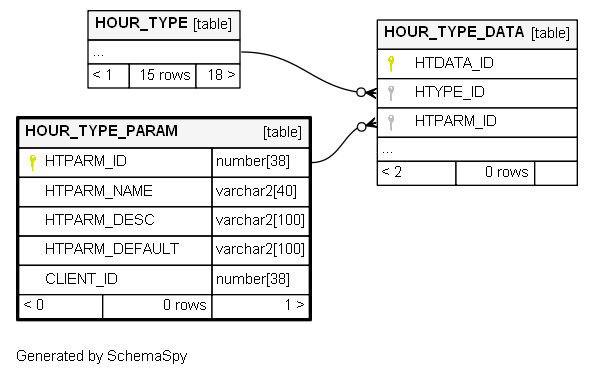 HOUR_TYPE [table]
...
< 1 15 rows 18 >
HOUR_TYPE_DATA [table]
HTDATA_ID
HTYPE_ID
HTPARM_ID
...
< 2 0 rows
HOUR_TYPE_PARAM [table]
HTPARM_ID number[38]
HTPARM_NAME varchar2[40]
HTPARM_DESC varchar2[100]
HTPARM_DEFAULT varchar2[100]
CLIENT_ID number[38]
< 0 0 rows 1 >
Generated by SchemaSpy